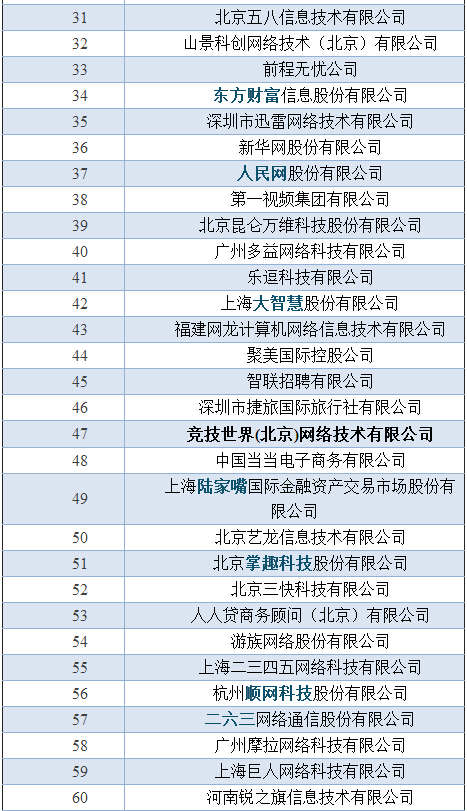 31 北京五八信息技术有限公司
32 山景科创网络技术（北京）有限公司
33 前程无忧公司
34 东方财富信息股份有限公司
35 深圳市迅雷网络技术有限公司
36 新华网股份有限公司
37 人民网股份有限公司
38 第一视频集团有限公司
39 北京昆仑万维科技股份有限公司
40 广州多益网络科技有限公司
41 乐逗科技有限公司
42 上海大智慧股份有限公司
43 福建网龙计算机网络信息技术有限公司
44 聚美国际控股公司
45 智联招聘有限公司
46 深圳市捷旅国际旅行社有限公司
47 竞技世界(北京)网络技术有限公司
48 中国当当电子商务有限公司
49 上海陆家嘴国际金融资产交易市场股份有
限公司
50 北京艺龙信息技术有限公司
51 北京掌趣科技股份有限公司
52 北京三快科技有限公司
53 人人贷商务顾问（北京）有限公司
54 游族网络股份有限公司
55 上海二三四五网络科技有限公司
56 杭州顺网科技股份有限公司
57 二六三网络通信股份有限公司
58 广州摩拉网络科技有限公司
59 上海巨人网络科技有限公司
60 河南锐之旗信息技术有限公司